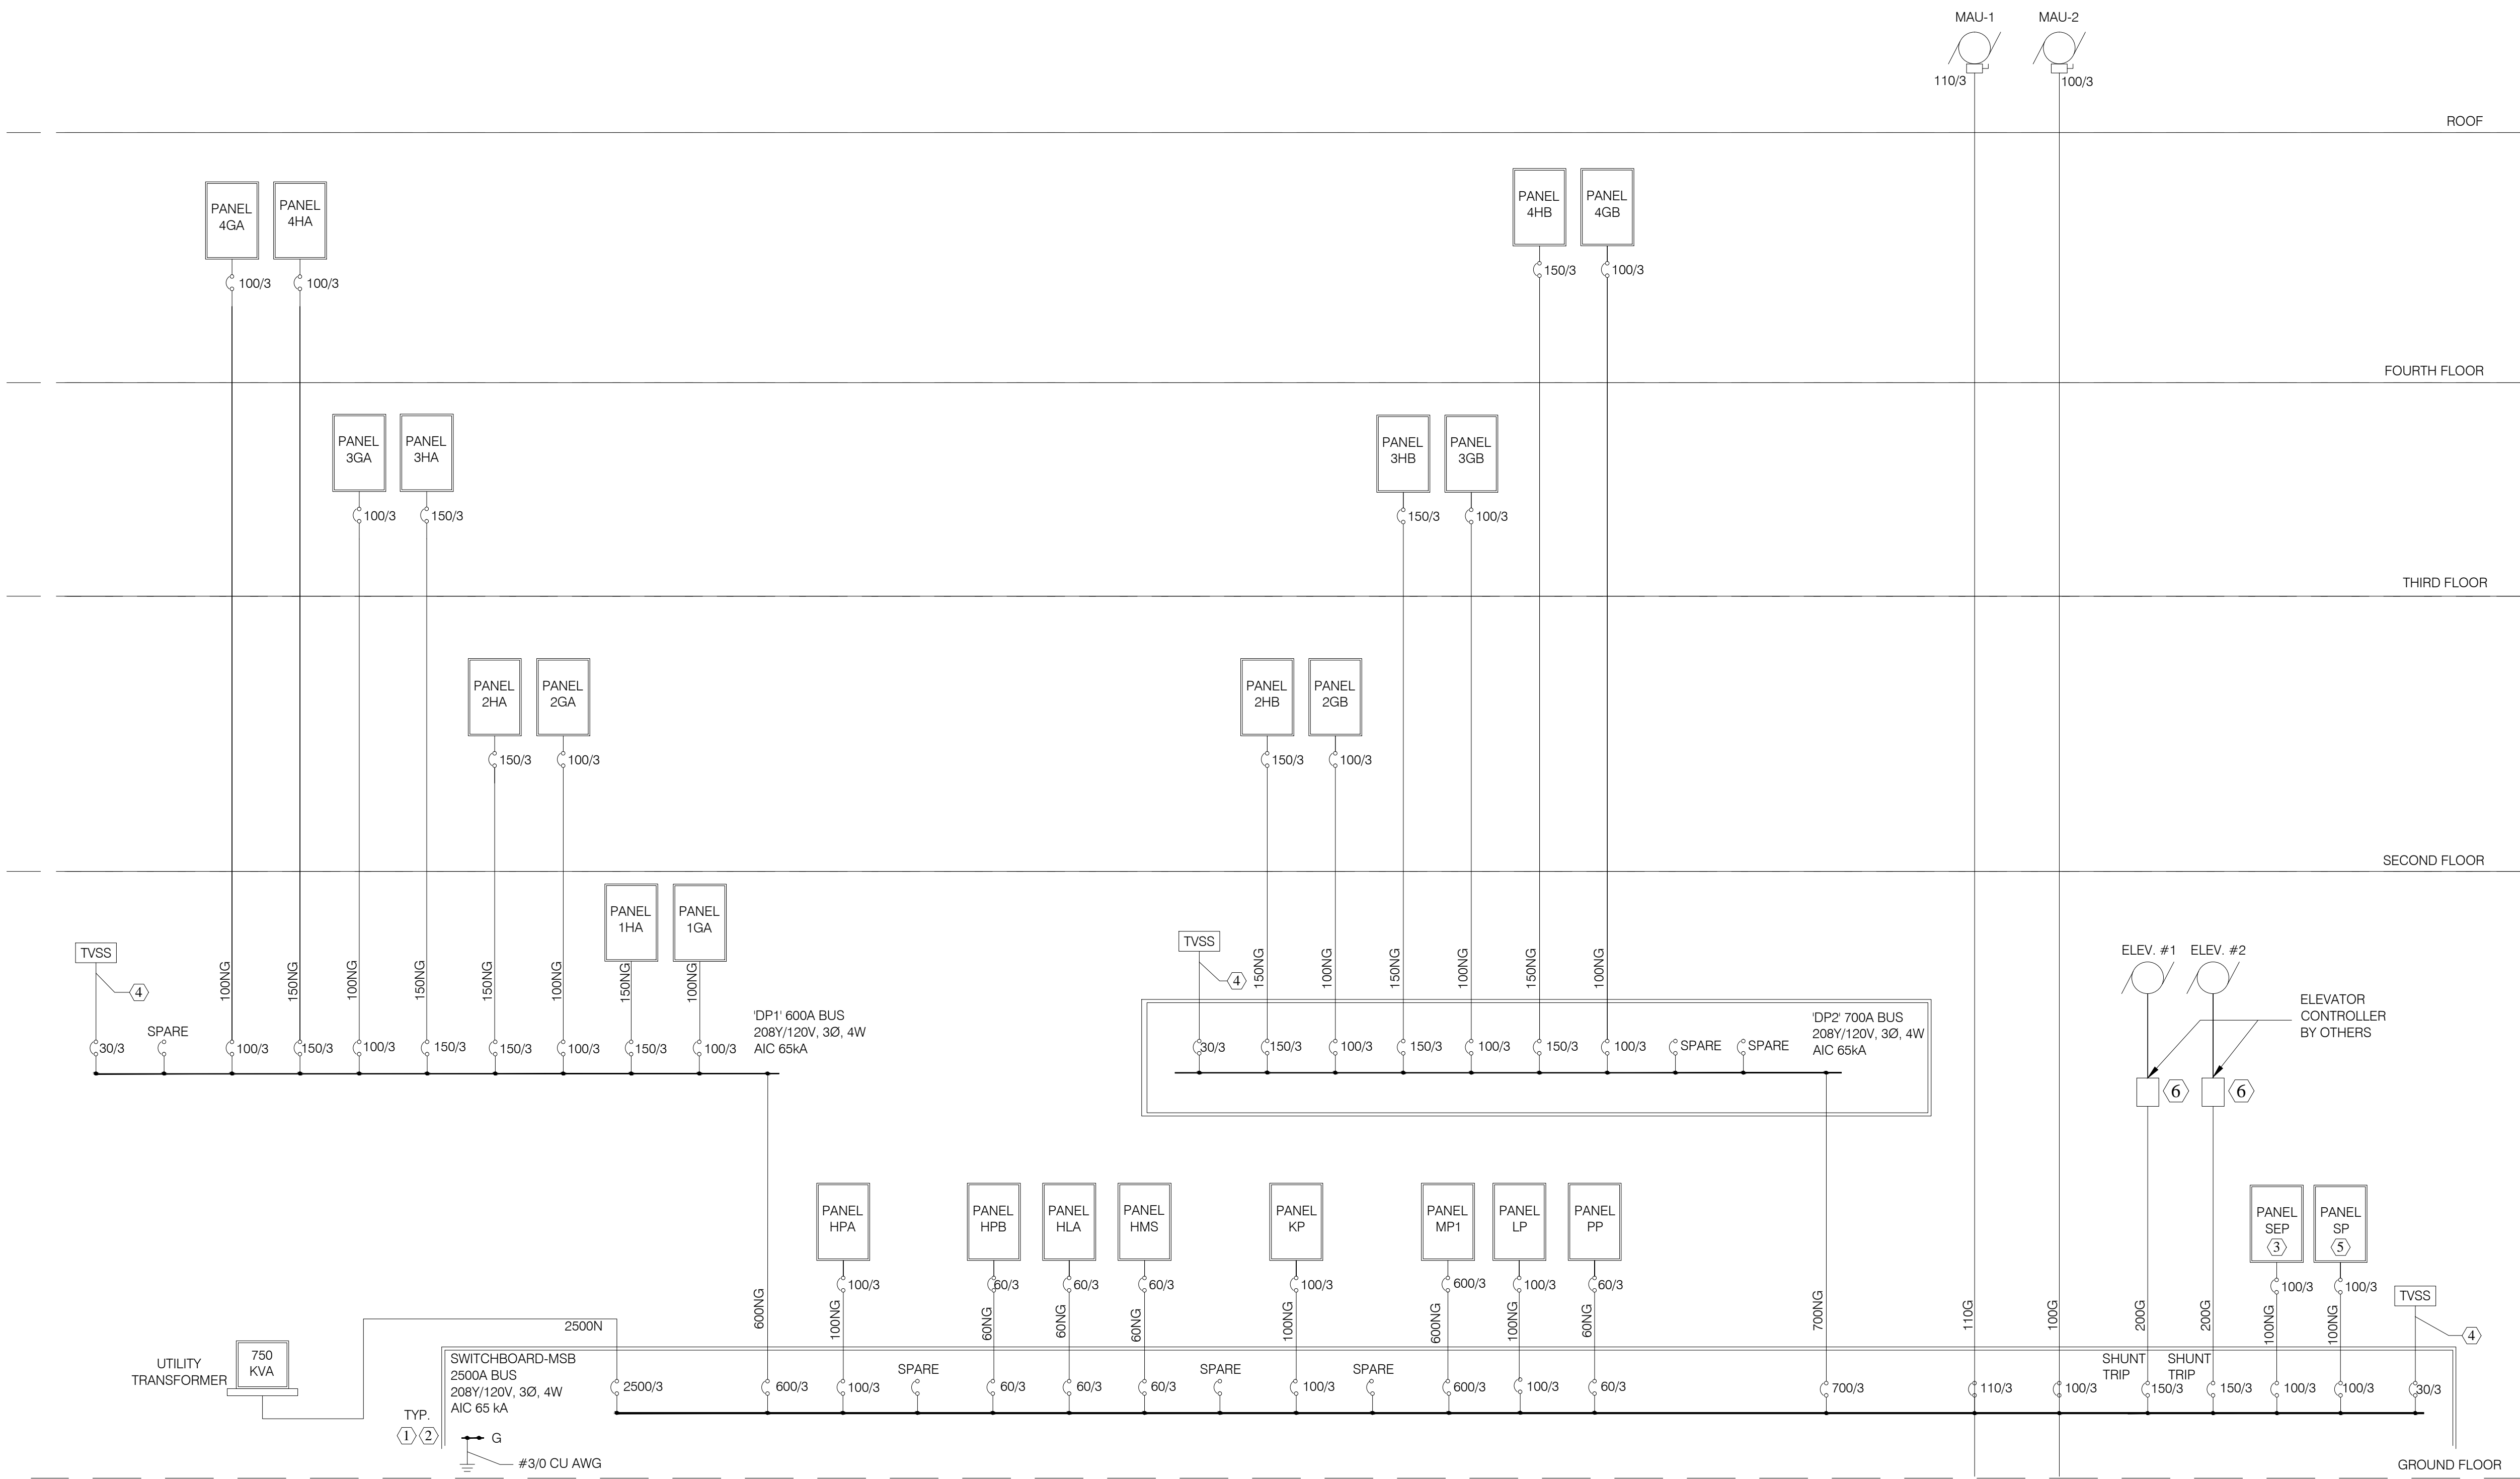 MAU-1
MAU-2
110/3
100/3
ROOF
PANEL
4GA
PANEL
4HA
PANEL
4HB
PANEL
4GB
100/3
100/3
150/3
100/3
FOURTH FLOOR
PANEL
3GA
PANEL
3HA
PANEL
3HB
PANEL
3GB
100/3
150/3
150/3
100/3
THIRD FLOOR
PANEL
2HA
PANEL
2GA
PANEL
2HB
PANEL
2GB
150/3
100/3
150/3
100/3
SECOND FLOOR
PANEL
1HA
PANEL
1GA
TVSS
4
100NG
150NG
100NG
150NG
150NG
100NG
150NG
100NG
SPARE
30/3
100/3
150/3
100/3
150/3
150/3
100/3
150/3
100/3
'DP1' 600A BUS
208Y/120V, 3Ø, 4W
AIC 65kA
TVSS
4
150NG
100NG
150NG
100NG
150NG
100NG
30/3
150/3
100/3
150/3
100/3
150/3
100/3
SPARE
SPARE
'DP2' 700A BUS
208Y/120V, 3Ø, 4W
AIC 65kA
ELEV. #1
ELEV. #2
ELEVATOR
CONTROLLER
BY OTHERS
6
6
PANEL
HPA
PANEL
HPB
PANEL
HLA
PANEL
HMS
PANEL
KP
PANEL
MP1
PANEL
LP
PANEL
PP
PANEL
SEP
3
PANEL
SP
5
100/3
60/3
60/3
60/3
100/3
600/3
100/3
60/3
100/3
100/3
TVSS
4
600NG
100NG
60NG
60NG
60NG
100NG
600NG
100NG
60NG
700NG
110G
100G
200G
200G
100NG
100NG
2500N
UTILITY
TRANSFORMER
750
KVA
SWITCHBOARD-MSB
2500A BUS
208Y/120V, 3Ø, 4W
AIC 65 kA
2500/3
600/3
100/3
SPARE
60/3
60/3
60/3
SPARE
100/3
SPARE
600/3
100/3
60/3
700/3
110/3
100/3
SHUNT
TRIP
150/3
SHUNT
TRIP
150/3
100/3
100/3
30/3
TYP.
1
2
G
#3/0 CU AWG
GROUND FLOOR